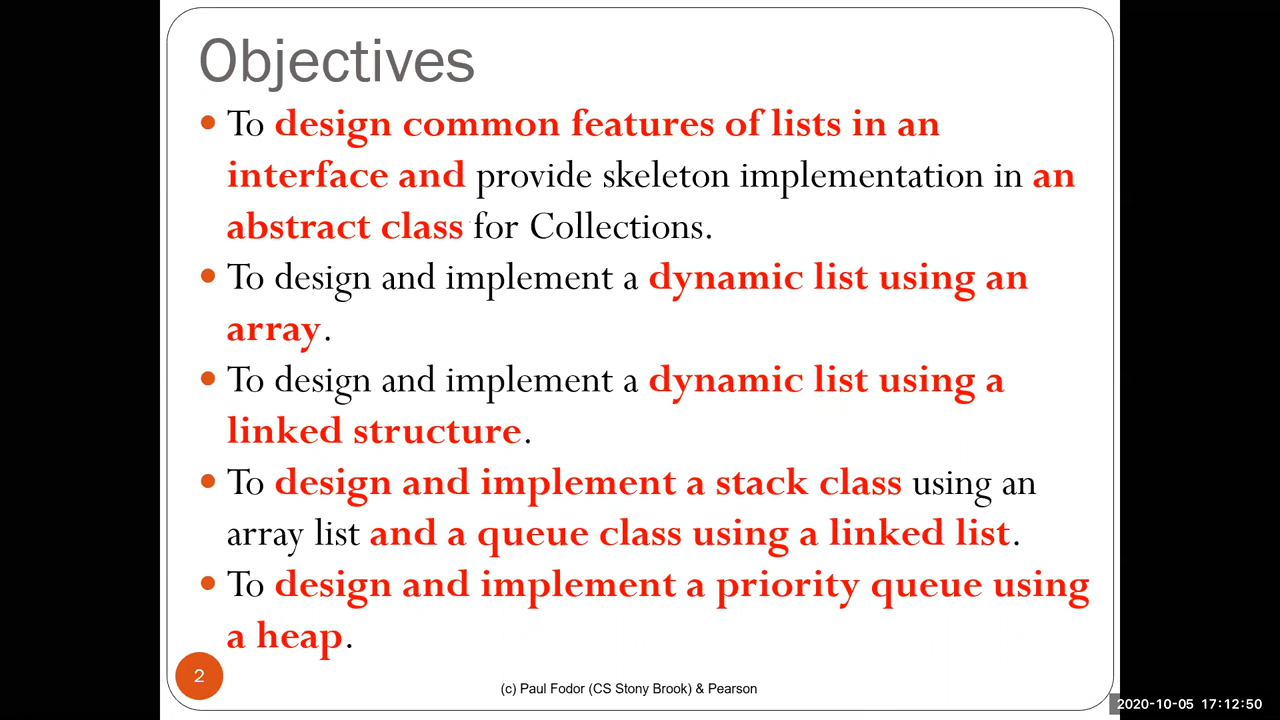 Objectives
• To design common features of lists in an
interface and provide skeleton implementation in an
abstract class for Collections.
• To design and implement a dynamic list using an
array.
• To design and implement a dynamic list using a
linked structure.
• To design and implement a stack class using an
array list and a queue class using a linked list.
• To design and implement a priority queue using
a heap.
2
(c) Paul Fodor (CS Stony Brook) & Pearson
2020-10-05 17:12:50